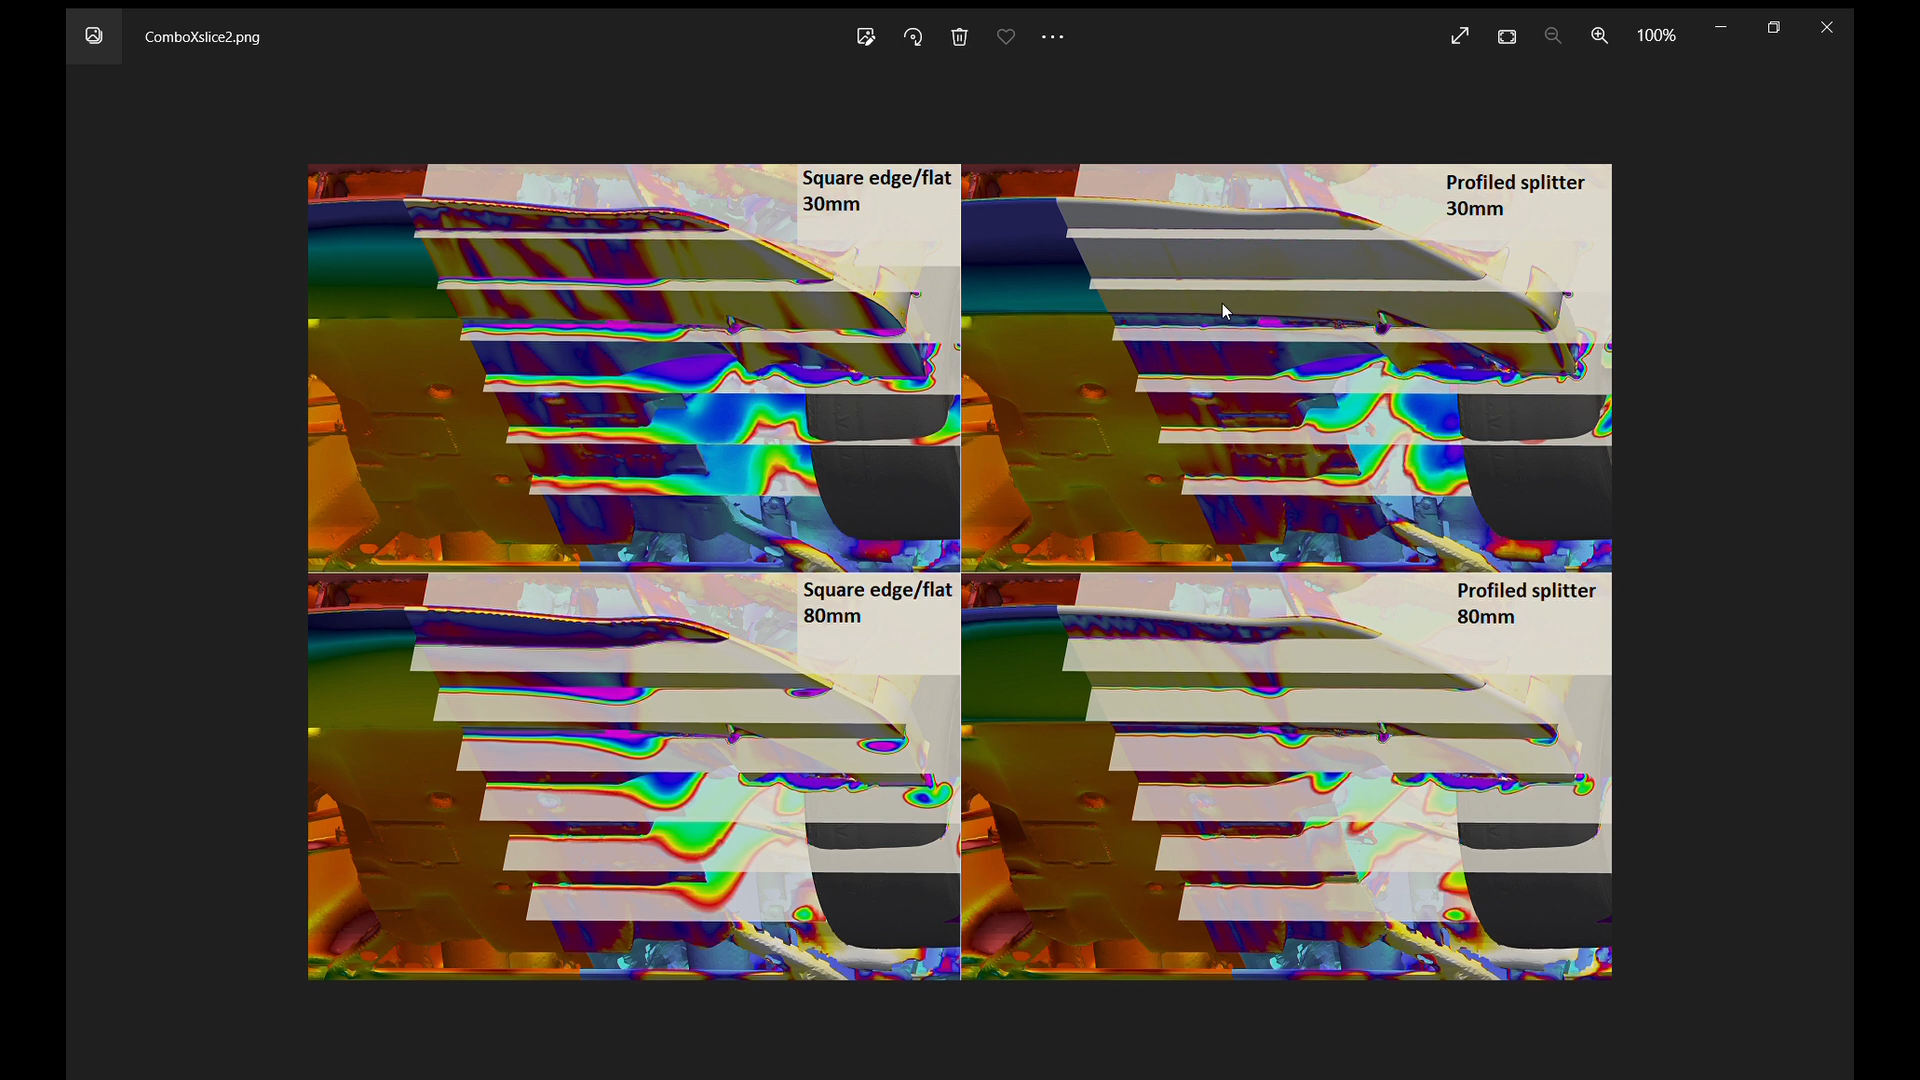 ComboXslice2.png
100%
Square edge/flat
30mm
Profiled splitter
30mm
Square edge/flat
80mm
Profiled splitter
80mm